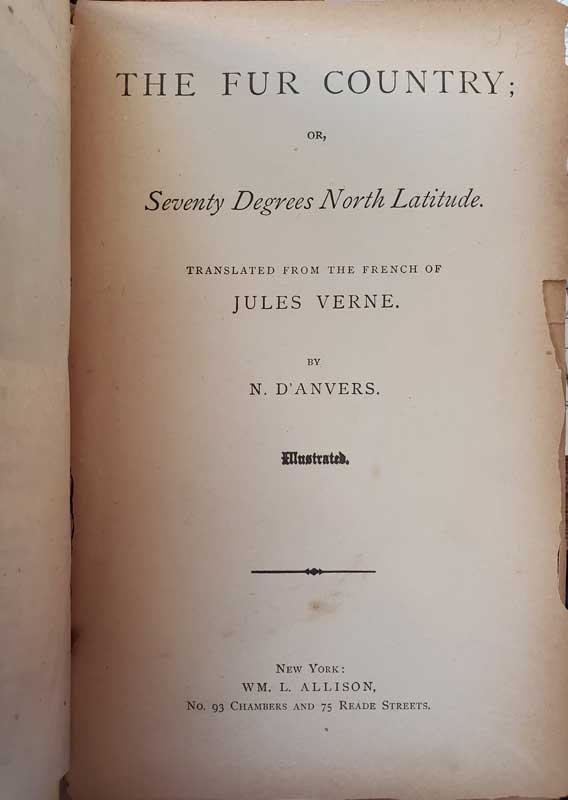 THE FUR COUNTRY;
OR,
Seventy Degrees North Latitude.
TRANSLATED FROM THE FRENCH OF
JULES VERNE.
BY
N. D'ANVERS.
Illustrated.
NEW YORK:
WM. L. ALLISON,
No. 93 CHAMBERS AND 75 READE STREETS.